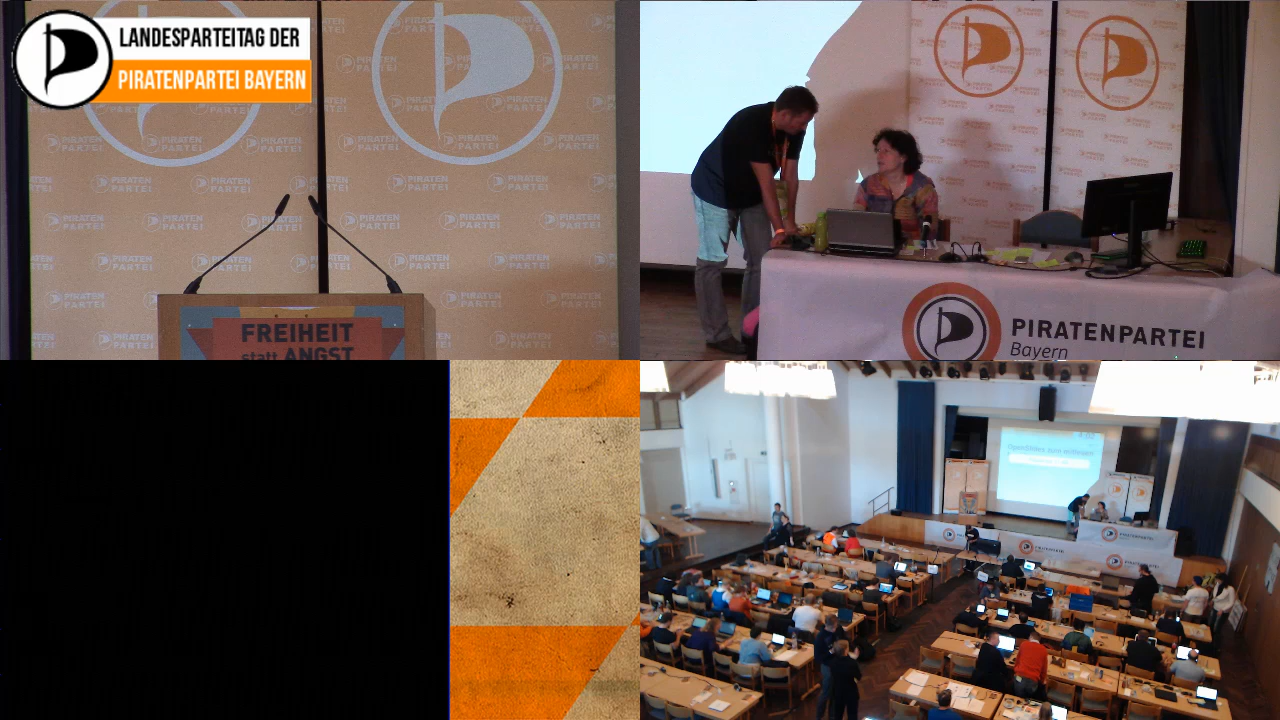 LANDESPARTEITAG DER
PIRATENPARTEI BAYERN
PIRATEN
PARTEI
FREIHEIT
statt ANGST
PIRATENPARTEI
Bayern
PIRATENPARTEI